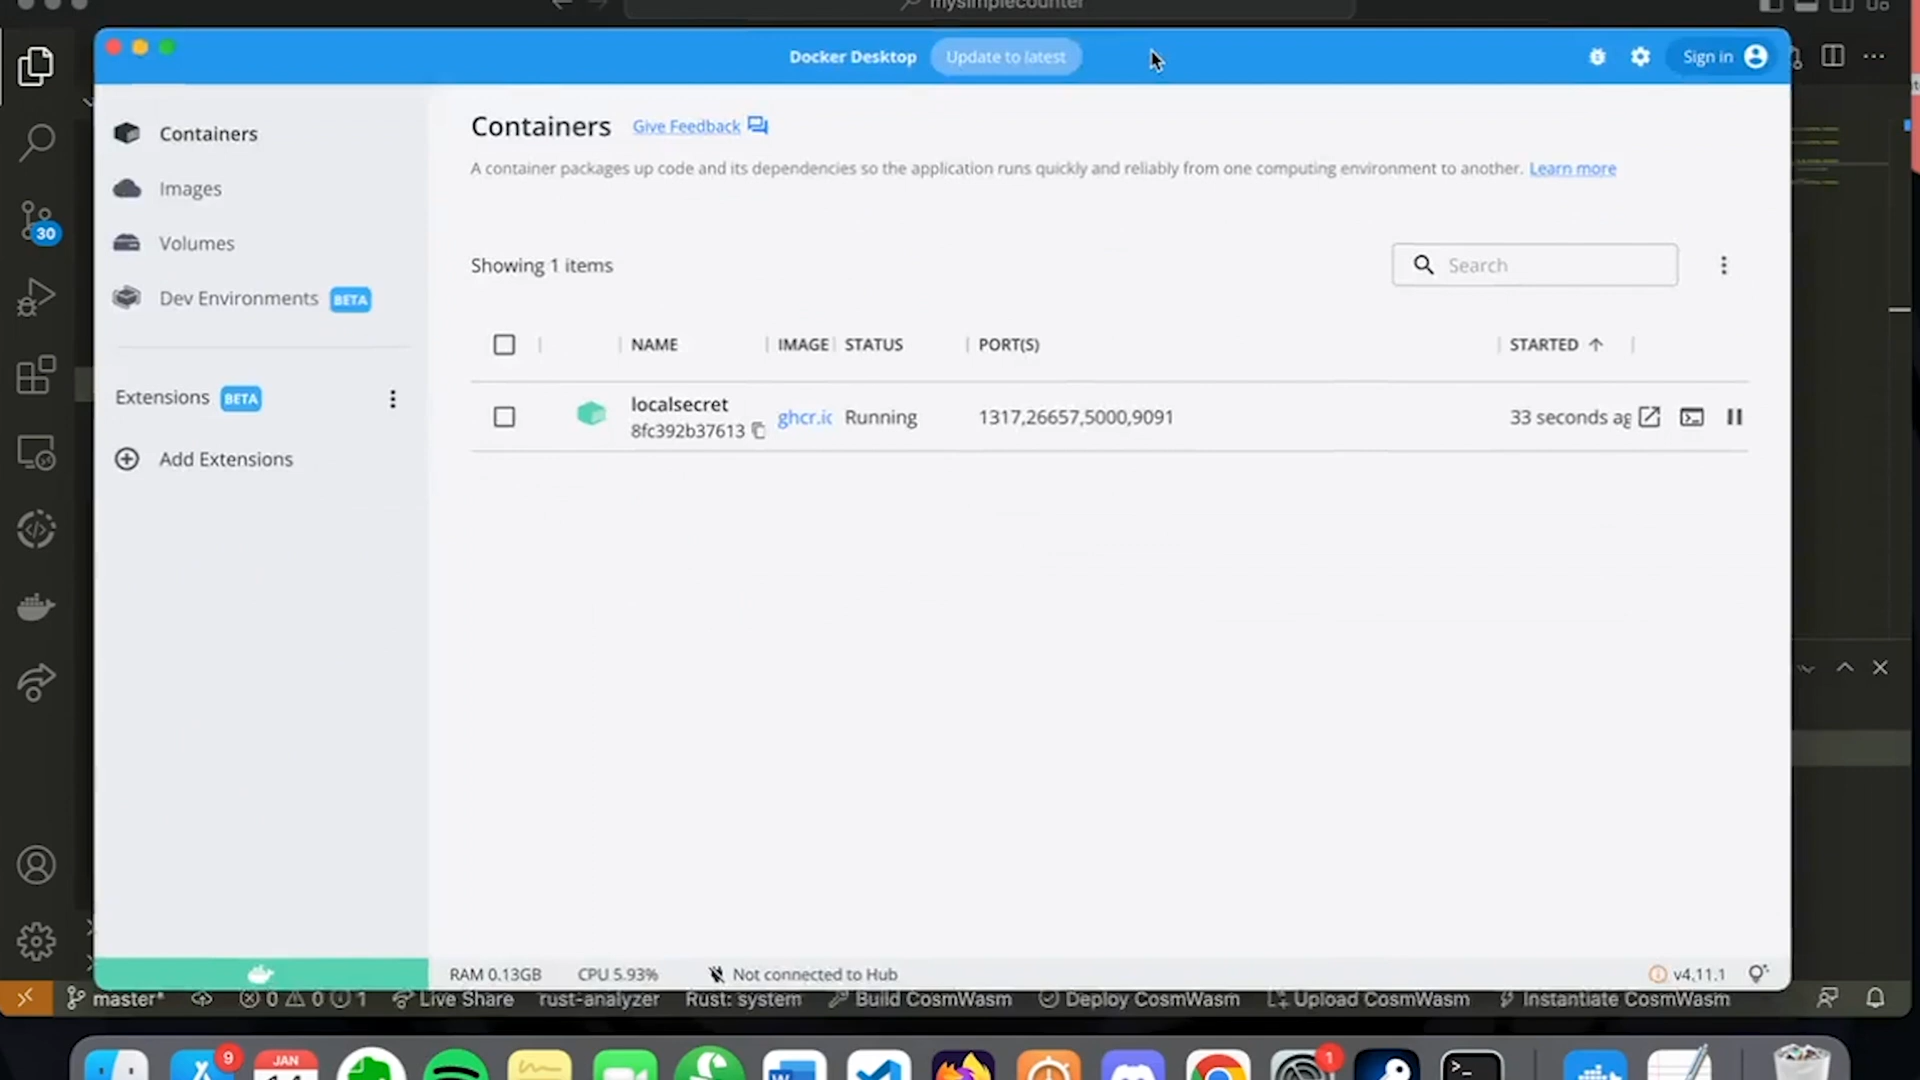 mysimplecounter
Docker Desktop
Update to latest
Sign in
Containers
Images
Volumes
Dev Environments BETA
Extensions BETA
Add Extensions
Containers Give Feedback
A container packages up code and its dependencies so the application runs quickly and reliably from one computing environment to another. Learn more
Showing 1 items
Search
NAME IMAGE STATUS PORT(S) STARTED
localsecret
8fc392b37613
ghcr.ic Running 1317,26657,5000,9091 33 seconds ag
30
RAM 0.13GB CPU 5.93% Not connected to Hub v4.11.1
master* 0 0 1 Live Share rust-analyzer Rust: system Build CosmWasm Deploy CosmWasm Upload CosmWasm Instantiate CosmWasm
9
JAN
1